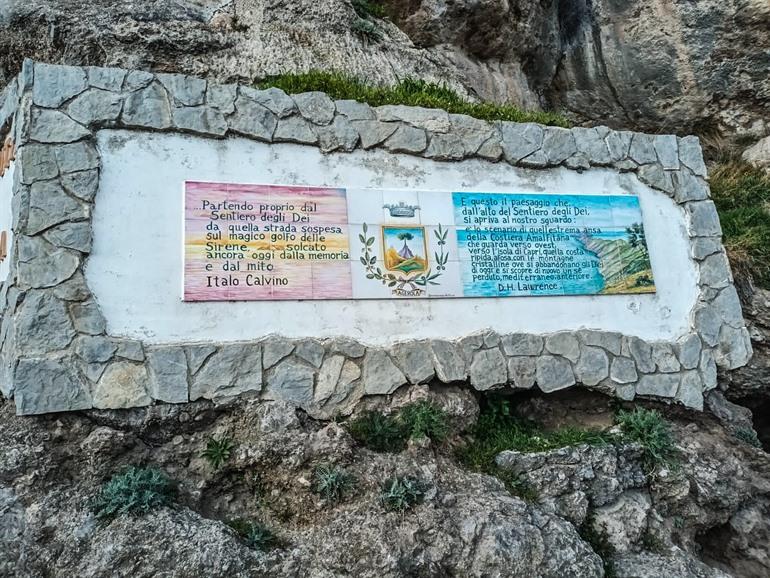 ...Partendo proprio dal
Sentiero degli Dei
da quella strada sospesa
sul magico golfo delle
Sirene, solcato
ancora oggi dalla memoria
e dal mito
Italo Calvino
AGEROLA
E questo il paesaggio che
dall'alto del Sentiero degli Dei,
si apriva al nostro sguardo:
e lo scenario di quell'estrema ansa
della Costiera Amalfitana
che guarda verso ovest
verso l'isola di Capri, quella costa
ripida, afosa, con le montagne
cristalline ove si abbandonano gli Dei
di oggi e si scopre di nuovo un sé
perduto, mediterraneo, anteriore.
D.H. Lawrence